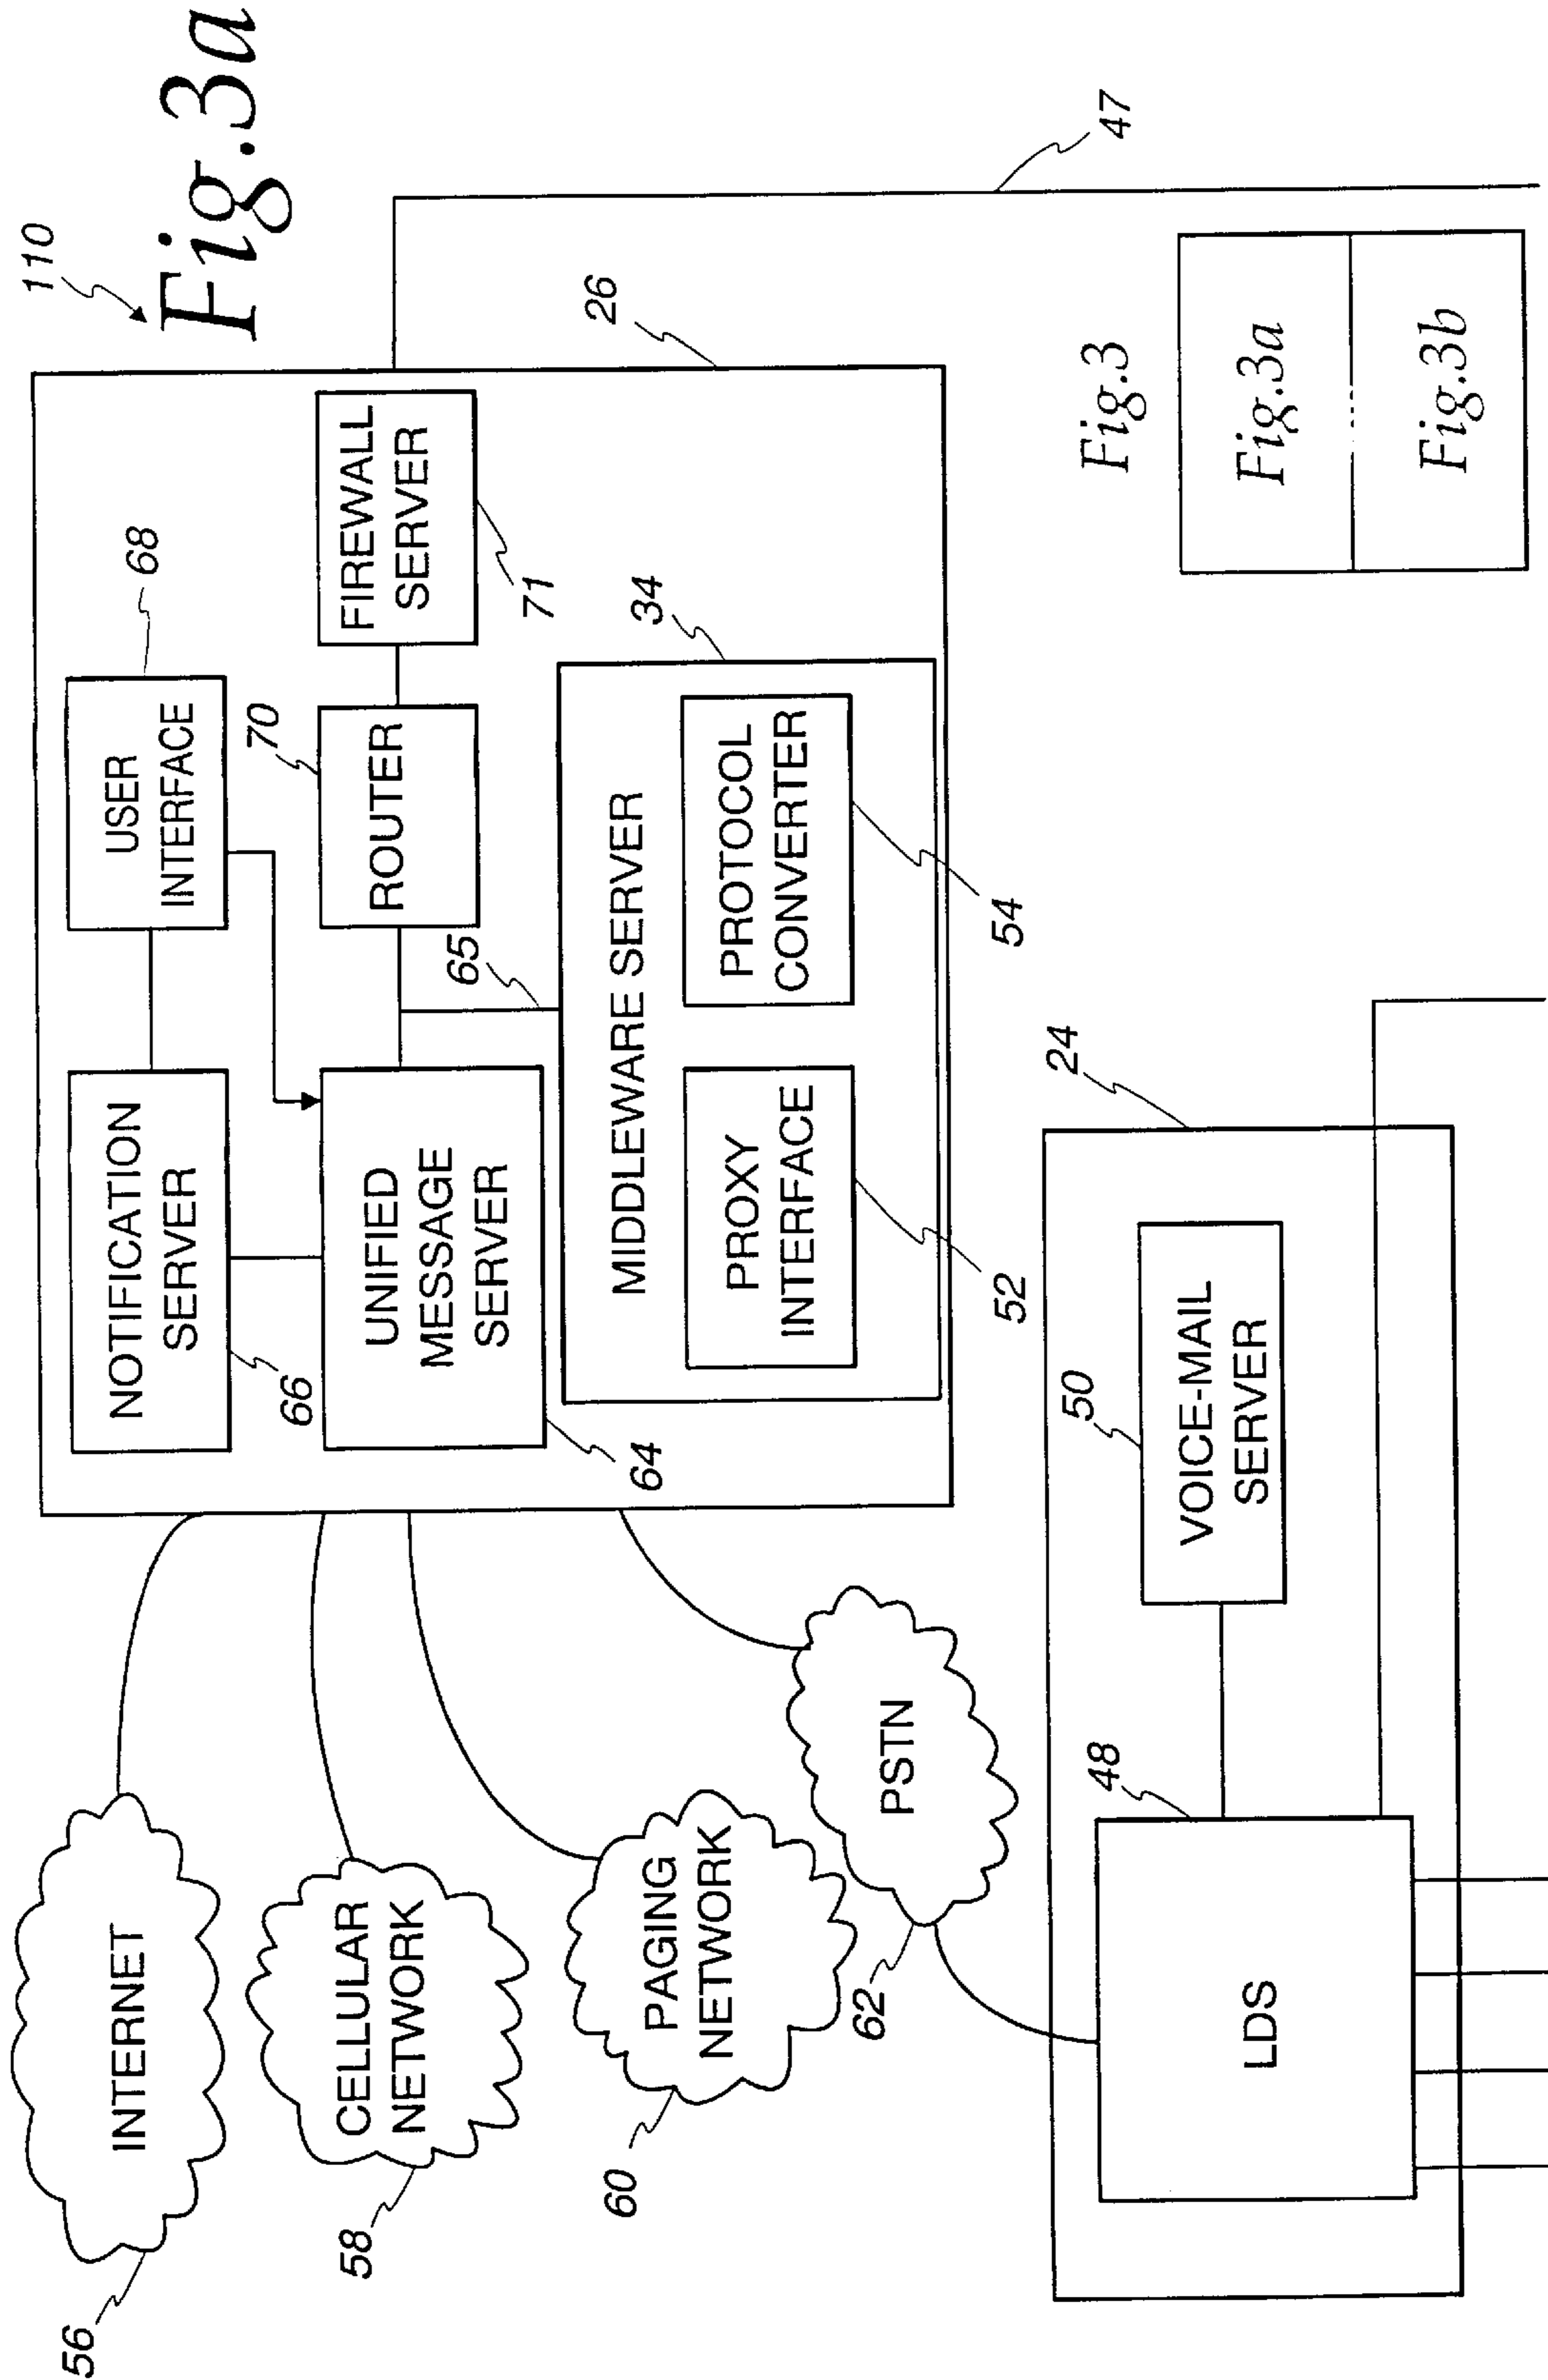 110
Fig.3a
56
INTERNET
58
CELLULAR
NETWORK
60
PAGING
NETWORK
62
PSTN
NOTIFICATION
SERVER
66
USER
INTERFACE
68
UNIFIED
MESSAGE
SERVER
64
65
ROUTER
70
FIREWALL
SERVER
71
26
MIDDLEWARE SERVER
34
PROXY
INTERFACE
52
PROTOCOL
CONVERTER
54
47
24
LDS
48
VOICE-MAIL
SERVER
50
Fig.3
Fig.3a
Fig.3b